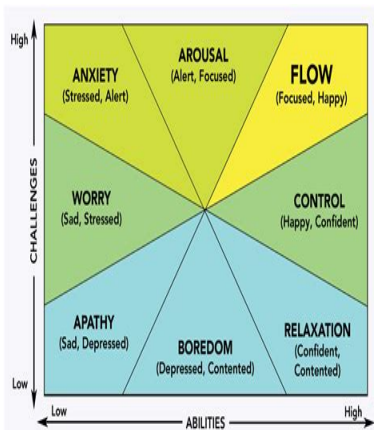 High
AROUSAL
(Alert, Focused)
ANXIETY
(Stressed, Alert)
FLOW
(Focused, Happy)
CHALLENGES
WORRY
(Sad, Stressed)
CONTROL
(Happy, Confident)
APATHY
(Sad, Depressed)
BOREDOM
(Depressed, Contented)
RELAXATION
(Confident,
Contented)
Low
Low
ABILITIES
High